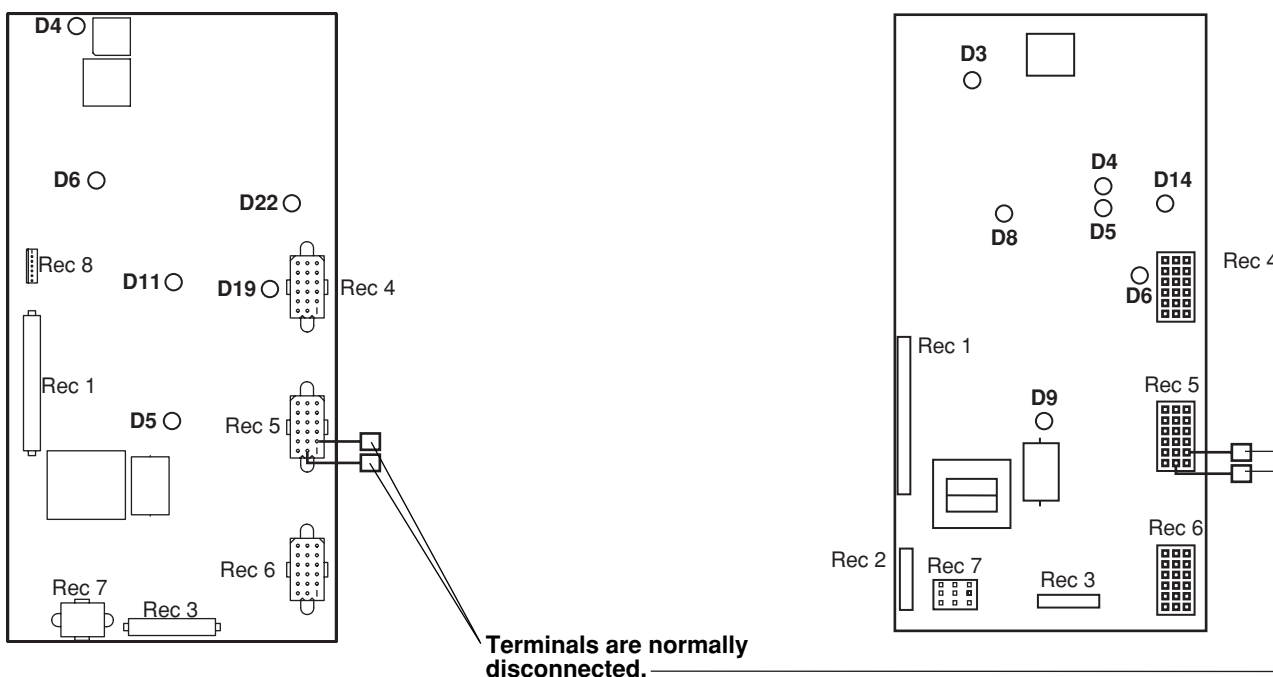 D4
D6
D22
Rec 8
D11
D19
Rec 4
Rec 1
D5
Rec 5
Rec 6
Rec 7
Rec 3
Terminals are normally
disconnected.
D3
D4
D14
D8
D5
Rec 4
D6
Rec 1
Rec 5
D9
Rec 6
Rec 2
Rec 7
Rec 3